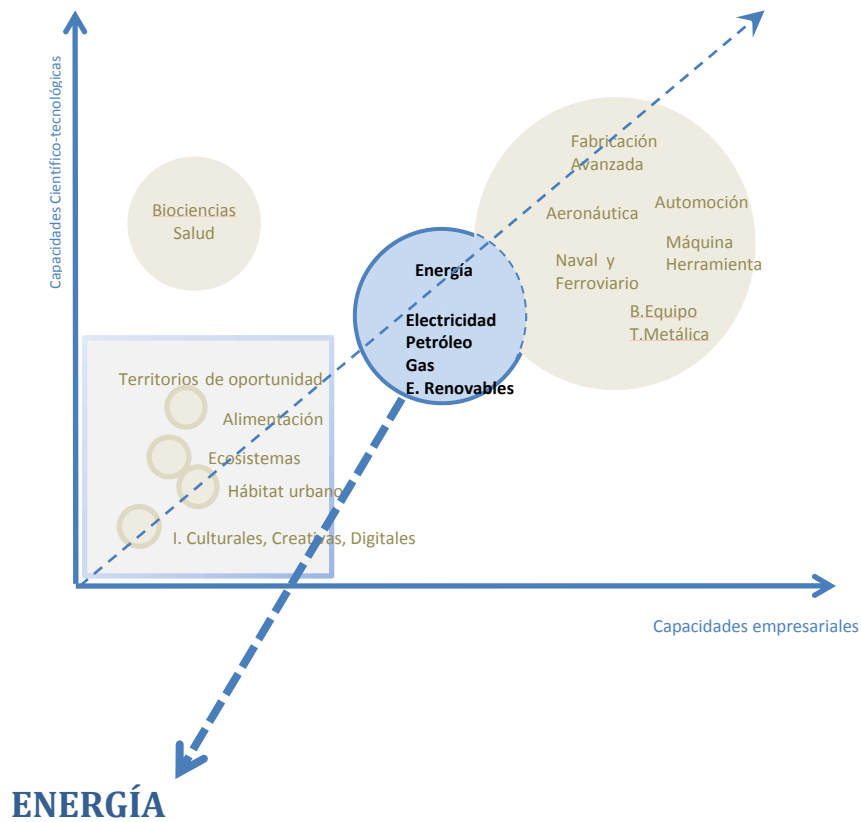 Capacidades Científico-tecnológicas
Fabricación
Avanzada
Aeronáutica
Automoción
Naval y
Ferroviario
Máquina
Herramienta
B.Equipo
T.Metálica
Biociencias
Salud
Energía
Electricidad
Petróleo
Gas
E. Renovables
Territorios de oportunidad
Alimentación
Ecosistemas
Hábitat urbano
I. Culturales, Creativas, Digitales
Capacidades empresariales
ENERGÍA